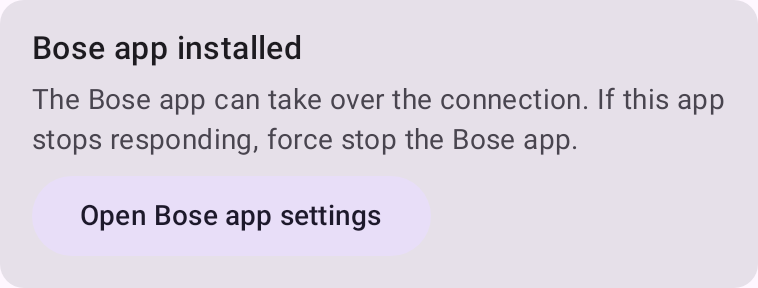 Bose app installed
The Bose app can take over the connection. If this app
stops responding, force stop the Bose app.
Open Bose app settings